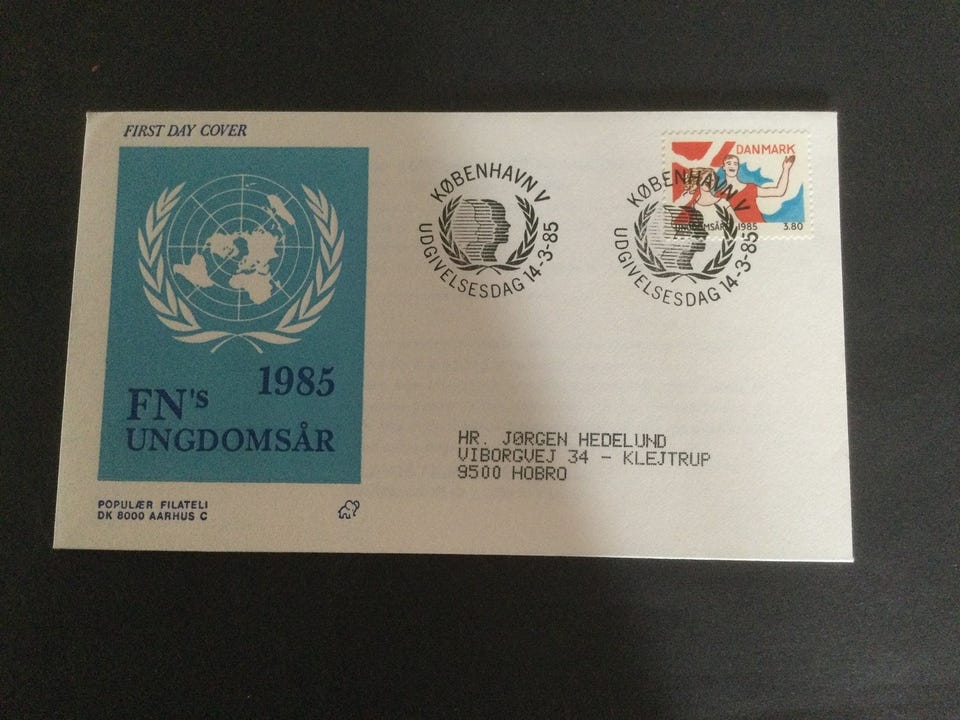 FIRST DAY COVER
1985
FN's
UNGDOMSÅR
POPULÆR FILATELI
DK 8000 AARHUS C
KØBENHAVN V
UDGIVELSESDAG 14-3-85
KØBENHAVN V
UDGIVELSESDAG 14-3-85
DANMARK
UNGDOMSÅR 1985 3.80
HR. JØRGEN HEDELUND
VIBORGVEJ 34 - KLEJTRUP
9500 HOBRO